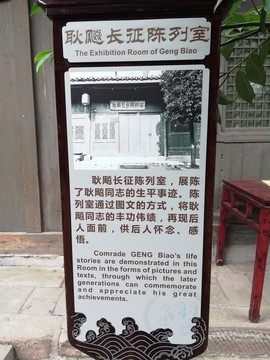 耿飚长征陈列室
The Exhibition Room of Geng Biao
耿飚长征陈列室，展陈
了耿飚同志的生平事迹。陈
列室通过图文的方式，将耿
飚同志的丰功伟绩，再现后
人面前，供后人怀念、感
悟。
Comrade GENG Biao's life
stories are demonstrated in this
Room in the forms of pictures and
texts, through which the later
generations can commemorate
and appreciate his great
achievements.